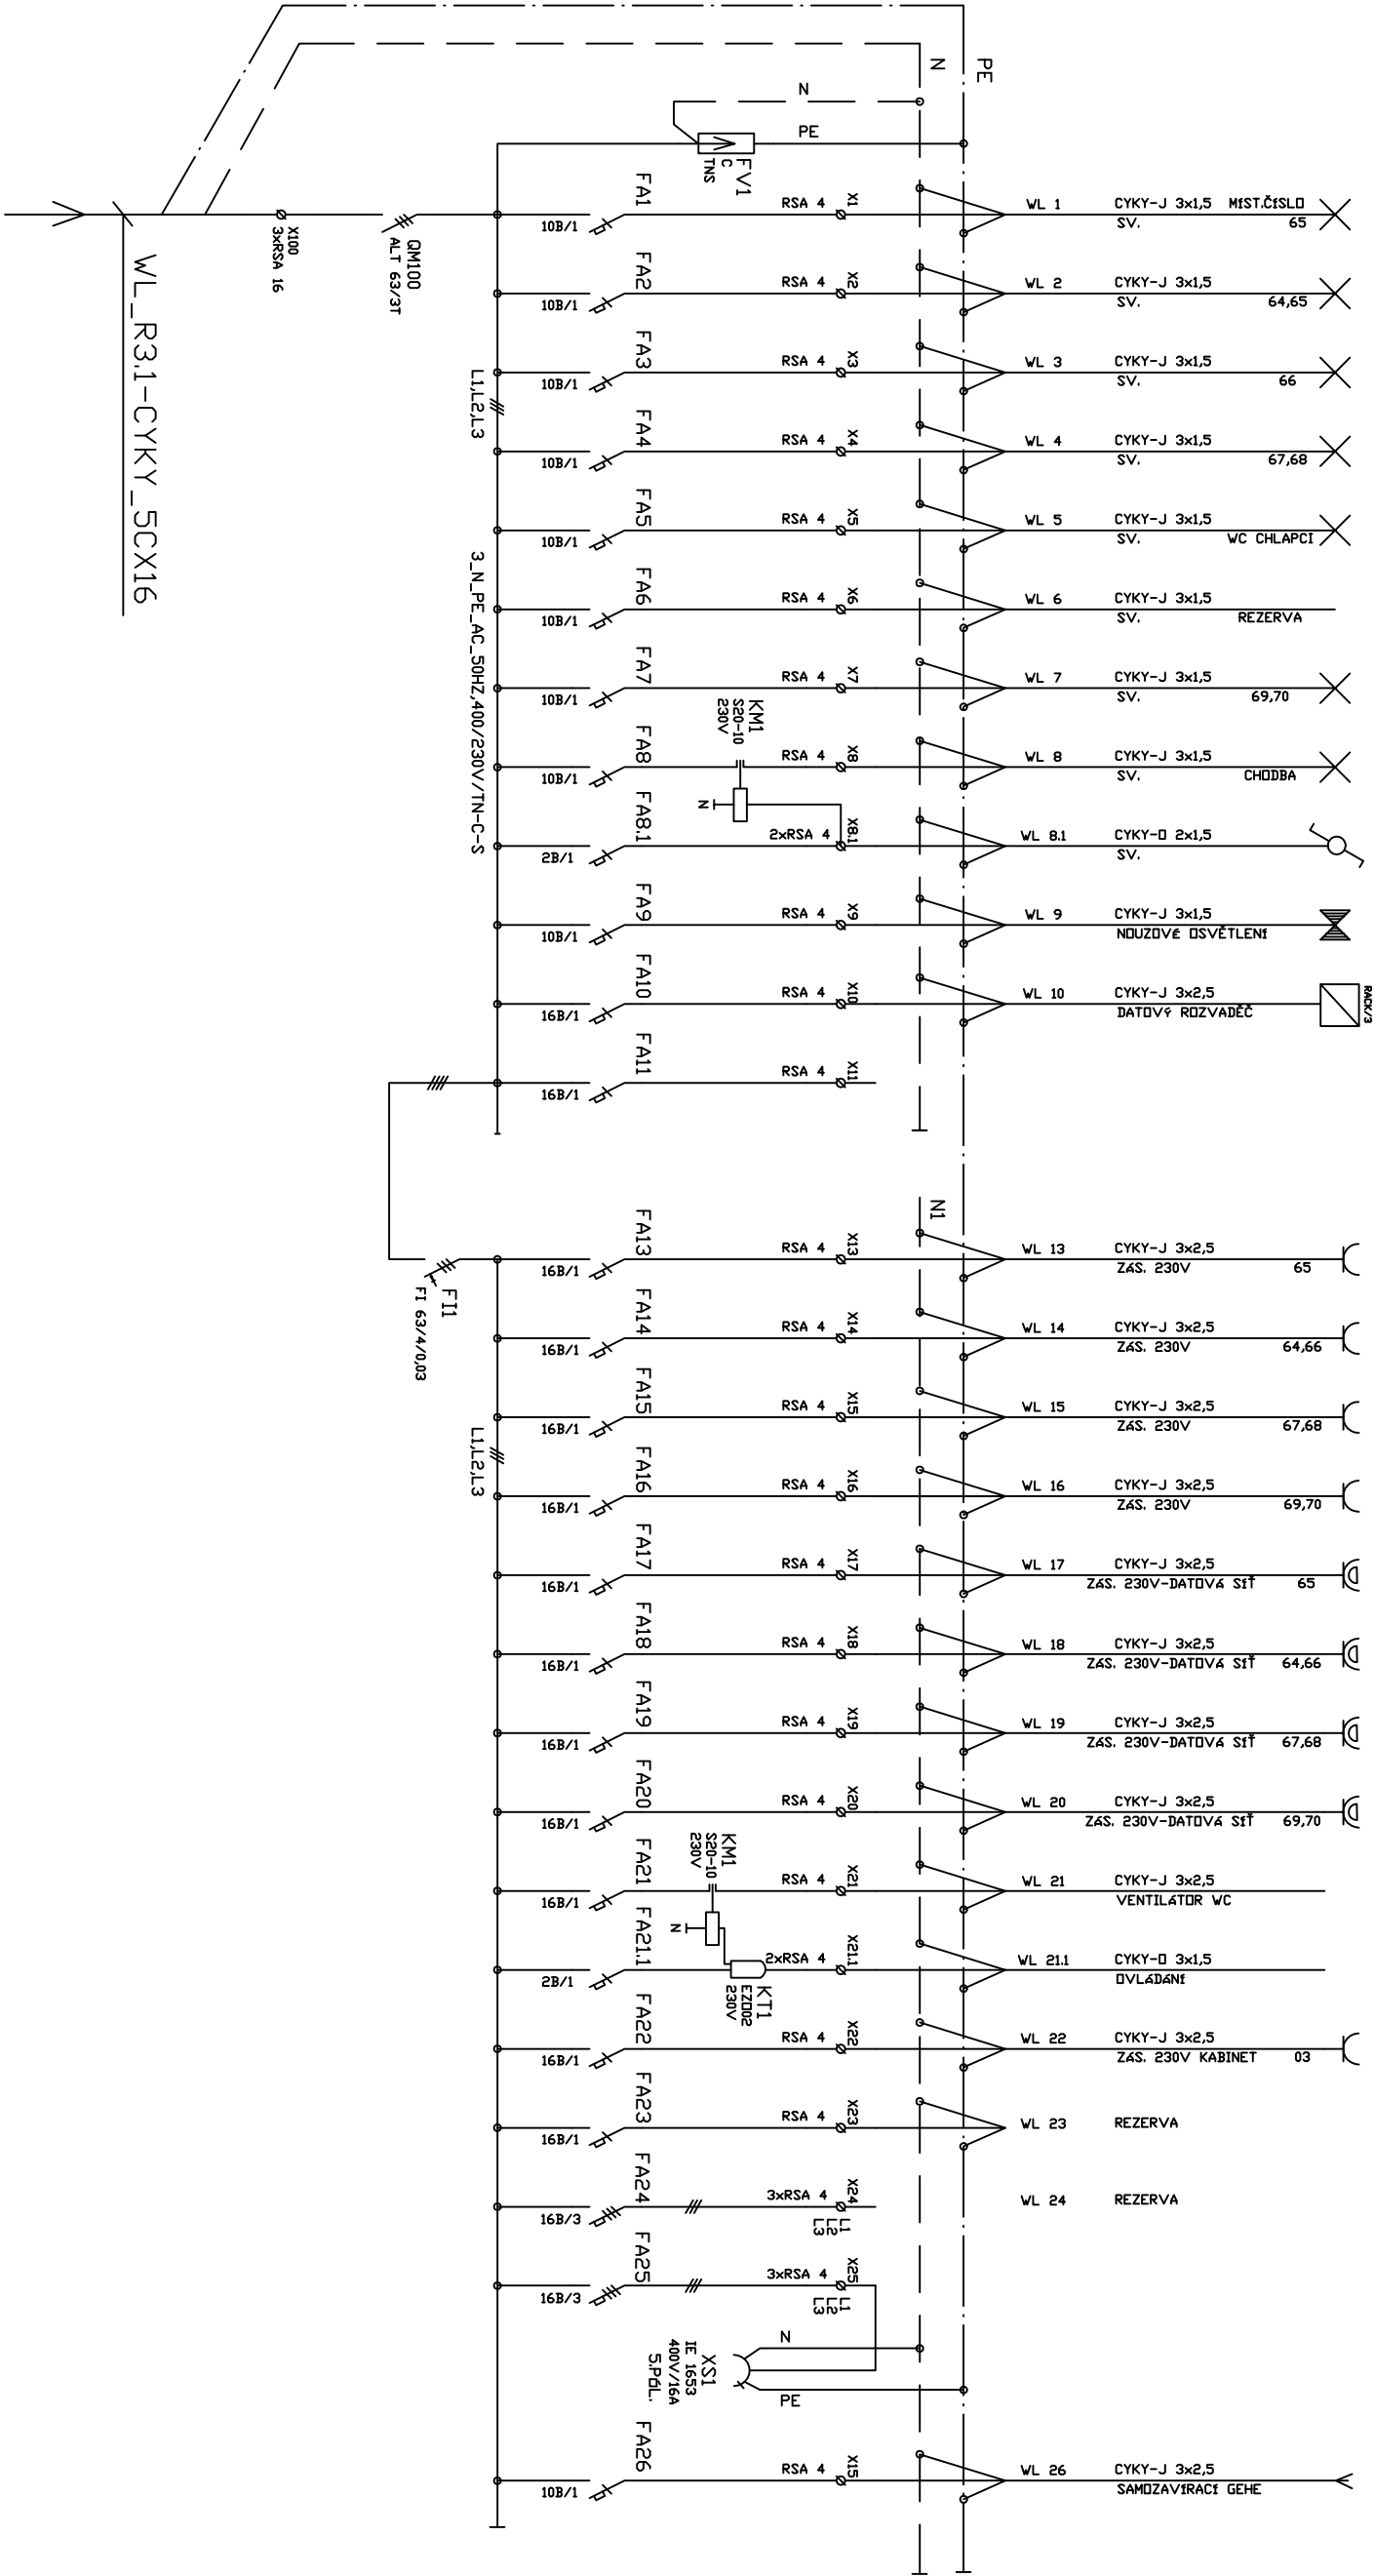 PE
N
N
PE
FV1
C
TNS
FA1
10B/1
RSA 4
X1
WL 1
CYKY-J 3x1,5
MÍST.ČÍSLO
SV.
65
X100
3xRSA 16
QM100
ALT 63/3T
WL_R3.1-CYKY_5CX16
FA2
10B/1
RSA 4
X2
WL 2
CYKY-J 3x1,5
SV.
64,65
FA3
10B/1
RSA 4
X3
WL 3
CYKY-J 3x1,5
SV.
66
L1,L2,L3
FA4
10B/1
RSA 4
X4
WL 4
CYKY-J 3x1,5
SV.
67,68
FA5
10B/1
RSA 4
X5
WL 5
CYKY-J 3x1,5
SV.
WC CHLAPCI
3_N_PE_AC_50HZ,400/230V/TN-C-S
FA6
10B/1
RSA 4
X6
WL 6
CYKY-J 3x1,5
SV.
REZERVA
FA7
10B/1
RSA 4
X7
WL 7
CYKY-J 3x1,5
SV.
69,70
KM1
S20-10
230V
FA8
10B/1
RSA 4
X8
WL 8
CYKY-J 3x1,5
SV.
CHODBA
N
FA8.1
2B/1
2xRSA 4
X8.1
WL 8.1
CYKY-O 2x1,5
SV.
FA9
10B/1
RSA 4
X9
WL 9
CYKY-J 3x1,5
NOUZOVÉ OSVĚTLENÍ
FA10
16B/1
RSA 4
X10
WL 10
CYKY-J 3x2,5
DATOVÝ ROZVADĚČ
RACK/3
FA11
16B/1
RSA 4
X11
N1
FI1
FI 63/4/0,03
FA13
16B/1
RSA 4
X13
WL 13
CYKY-J 3x2,5
ZÁS. 230V
65
FA14
16B/1
RSA 4
X14
WL 14
CYKY-J 3x2,5
ZÁS. 230V
64,66
FA15
16B/1
RSA 4
X15
WL 15
CYKY-J 3x2,5
ZÁS. 230V
67,68
L1,L2,L3
FA16
16B/1
RSA 4
X16
WL 16
CYKY-J 3x2,5
ZÁS. 230V
69,70
FA17
16B/1
RSA 4
X17
WL 17
CYKY-J 3x2,5
ZÁS. 230V-DATOVÁ SÍŤ
65
FA18
16B/1
RSA 4
X18
WL 18
CYKY-J 3x2,5
ZÁS. 230V-DATOVÁ SÍŤ
64,66
FA19
16B/1
RSA 4
X19
WL 19
CYKY-J 3x2,5
ZÁS. 230V-DATOVÁ SÍŤ
67,68
FA20
16B/1
RSA 4
X20
WL 20
CYKY-J 3x2,5
ZÁS. 230V-DATOVÁ SÍŤ
69,70
KM1
S20-10
230V
FA21
16B/1
RSA 4
X21
WL 21
CYKY-J 3x2,5
VENTILÁTOR WC
N
FA21.1
2B/1
2xRSA 4
X21.1
WL 21.1
CYKY-O 3x1,5
OVLÁDÁNÍ
KT1
EZ002
230V
FA22
16B/1
RSA 4
X22
WL 22
CYKY-J 3x2,5
ZÁS. 230V KABINET
03
FA23
16B/1
RSA 4
X23
WL 23
REZERVA
FA24
16B/3
3xRSA 4
X24
L1
L2
L3
WL 24
REZERVA
FA25
16B/3
3xRSA 4
X25
L1
L2
L3
N
PE
XS1
IE 1653
400V/16A
5.PÓL.
FA26
10B/1
RSA 4
X15
WL 26
CYKY-J 3x2,5
SAMOZAVÍRACÍ GEHE